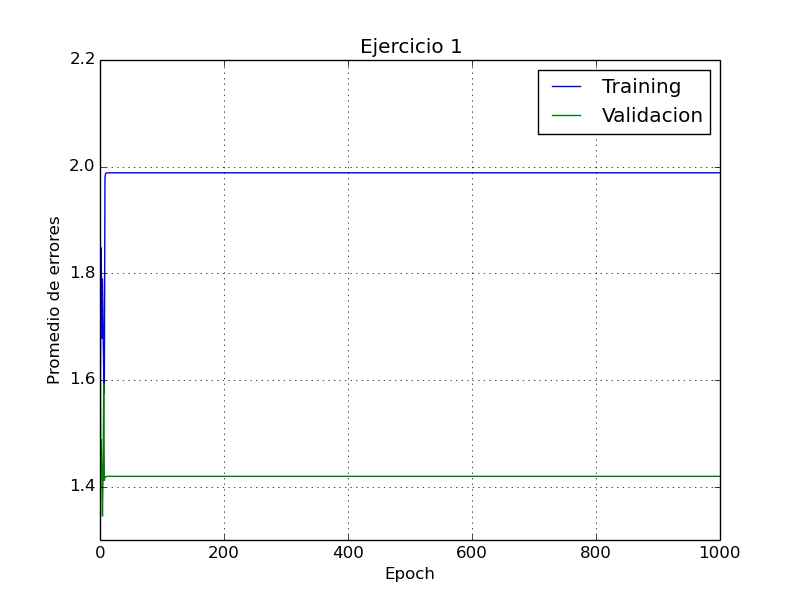 Ejercicio 1
Training
Validacion
Promedio de errores
2.2
2.0
1.8
1.6
1.4
0 200 400 600 800 1000
Epoch